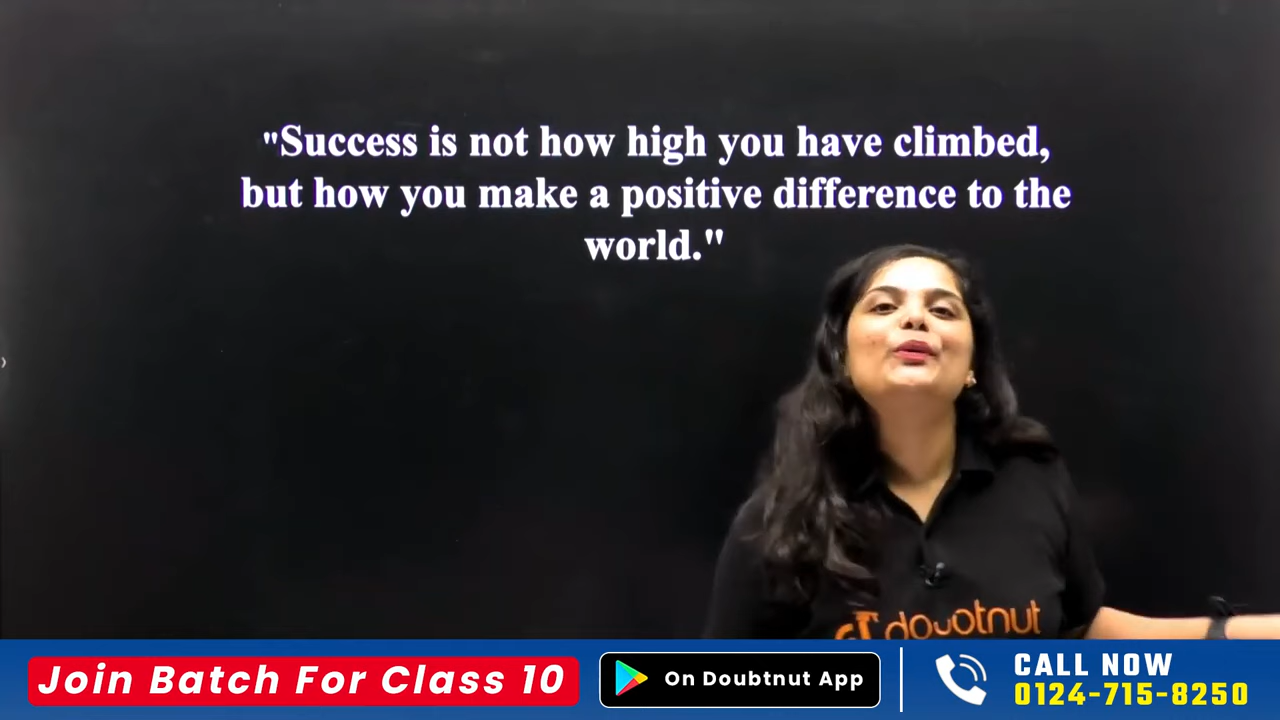 "Success is not how high you have climbed,
but how you make a positive difference to the
world."
doubtnut
Join Batch For Class 10
On Doubtnut App
CALL NOW
0124-715-8250